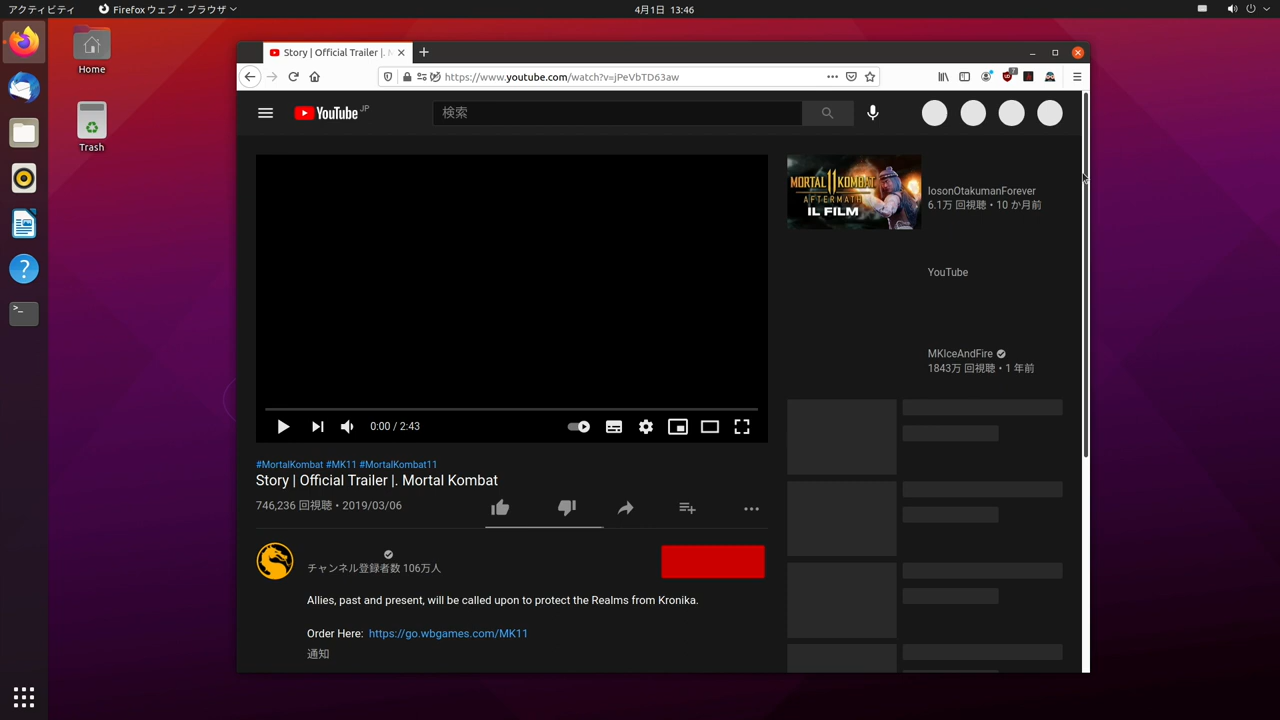 アクティビティ
Firefox ウェブ・ブラウザ
4月1日 13:46
Home
Trash
Story | Official Trailer |. M
https://www.youtube.com/watch?v=jPeVbTD63aw
7
YouTube JP
検索
MORTAL KOMBAT 11
AFTERMATH
IL FILM
IosonOtakumanForever
6.1万 回視聴・10 か月前
YouTube
MKIceAndFire
1843万 回視聴・1 年前
0:00 / 2:43
#MortalKombat #MK11 #MortalKombat11
Story | Official Trailer |. Mortal Kombat
746,236 回視聴・2019/03/06
チャンネル登録者数 106万人
Allies, past and present, will be called upon to protect the Realms from Kronika.
Order Here: https://go.wbgames.com/MK11
通知